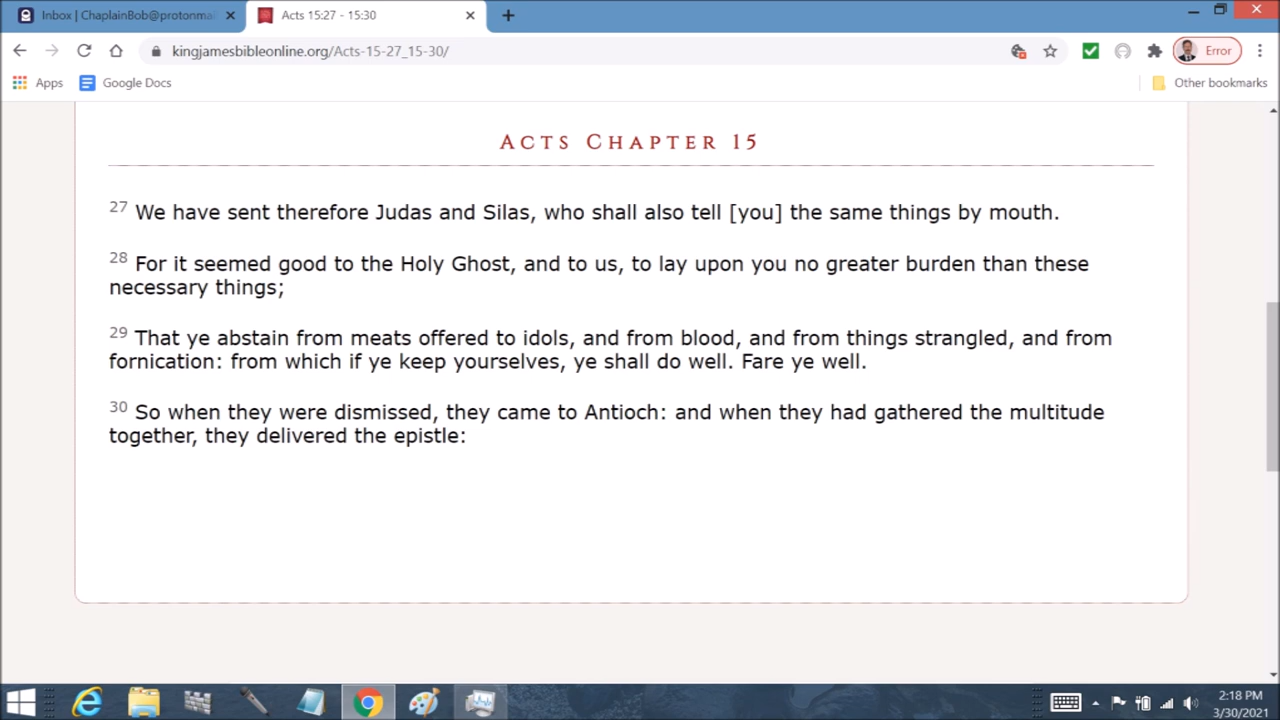 Inbox | ChaplainBob@protonmai
Acts 15:27 - 15:30
kingjamesbibleonline.org/Acts-15-27_15-30/
Error
Apps
Google Docs
Other bookmarks
Acts Chapter 15
27 We have sent therefore Judas and Silas, who shall also tell [you] the same things by mouth.
28 For it seemed good to the Holy Ghost, and to us, to lay upon you no greater burden than these
necessary things;
29 That ye abstain from meats offered to idols, and from blood, and from things strangled, and from
fornication: from which if ye keep yourselves, ye shall do well. Fare ye well.
30 So when they were dismissed, they came to Antioch: and when they had gathered the multitude
together, they delivered the epistle:
2:18 PM
3/30/2021